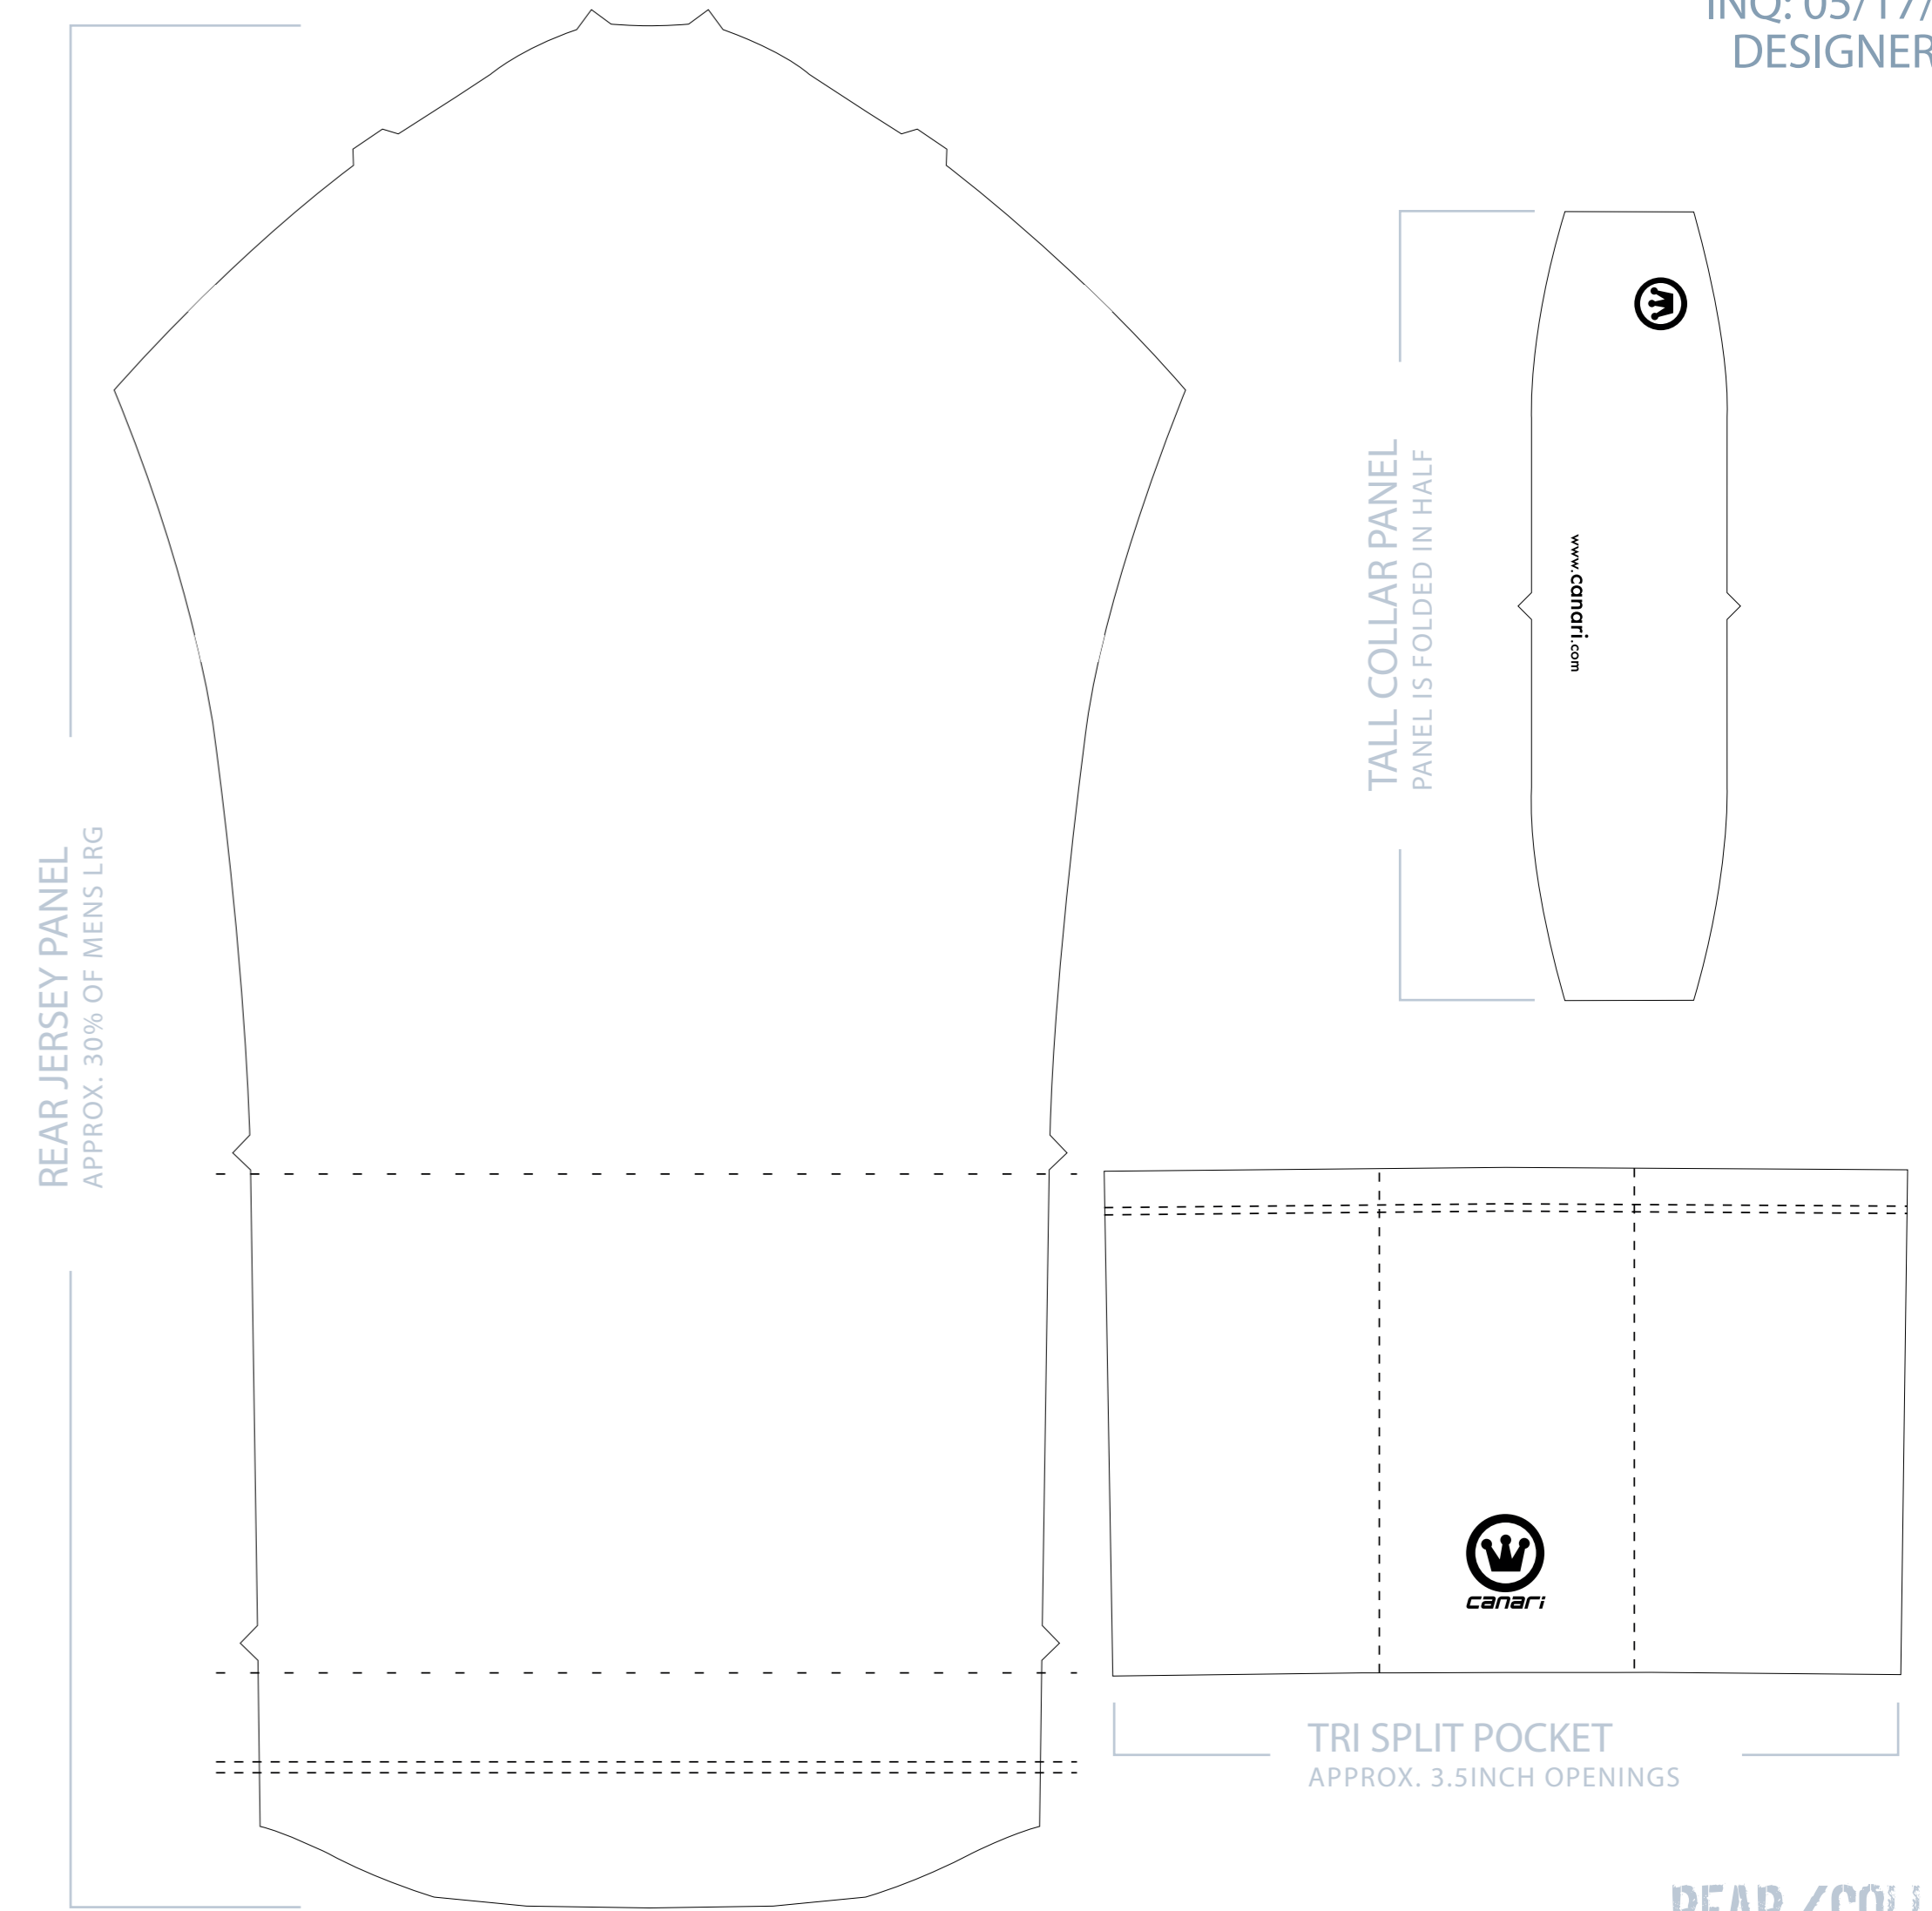 DESIGNER
REAR JERSEY PANEL
APPROX. 30% OF MENS LRG
TALL COLLAR PANEL
PANEL IS FOLDED IN HALF
www.canari.com
canari
TRI SPLIT POCKET
APPROX. 3.5INCH OPENINGS